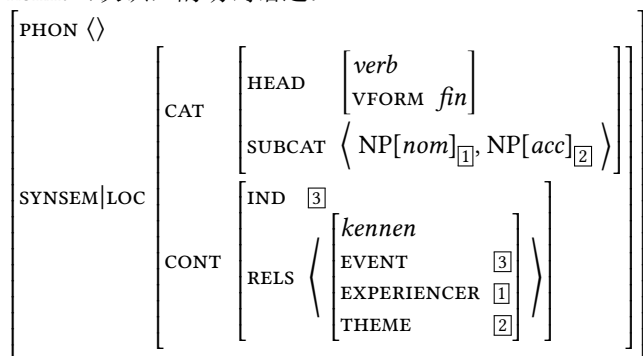 PHON ⟨⟩
SYNSEM|LOC
CAT
HEAD
verb
VFORM fin
SUBCAT ⟨ NP[nom]1, NP[acc]2 ⟩
CONT
IND 3
RELS
kennen
EVENT 3
EXPERIENCER 1
THEME 2